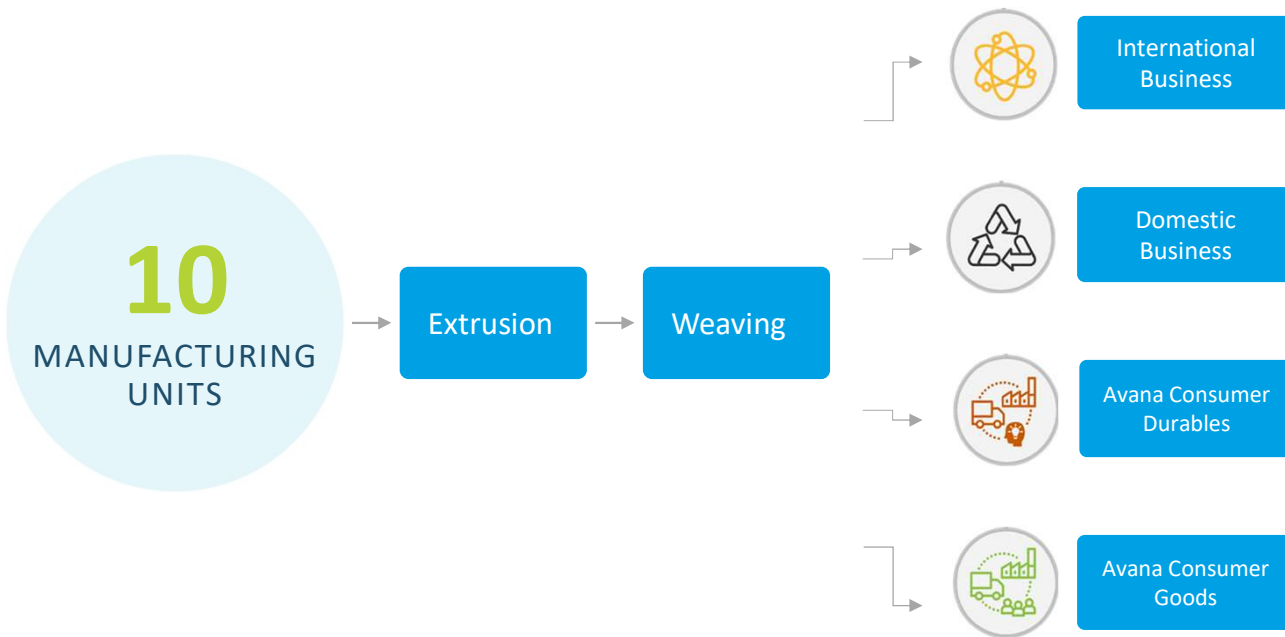 10
MANUFACTURING
UNITS
Extrusion
Weaving
International
Business
Domestic
Business
Avana Consumer
Durables
Avana Consumer
Goods